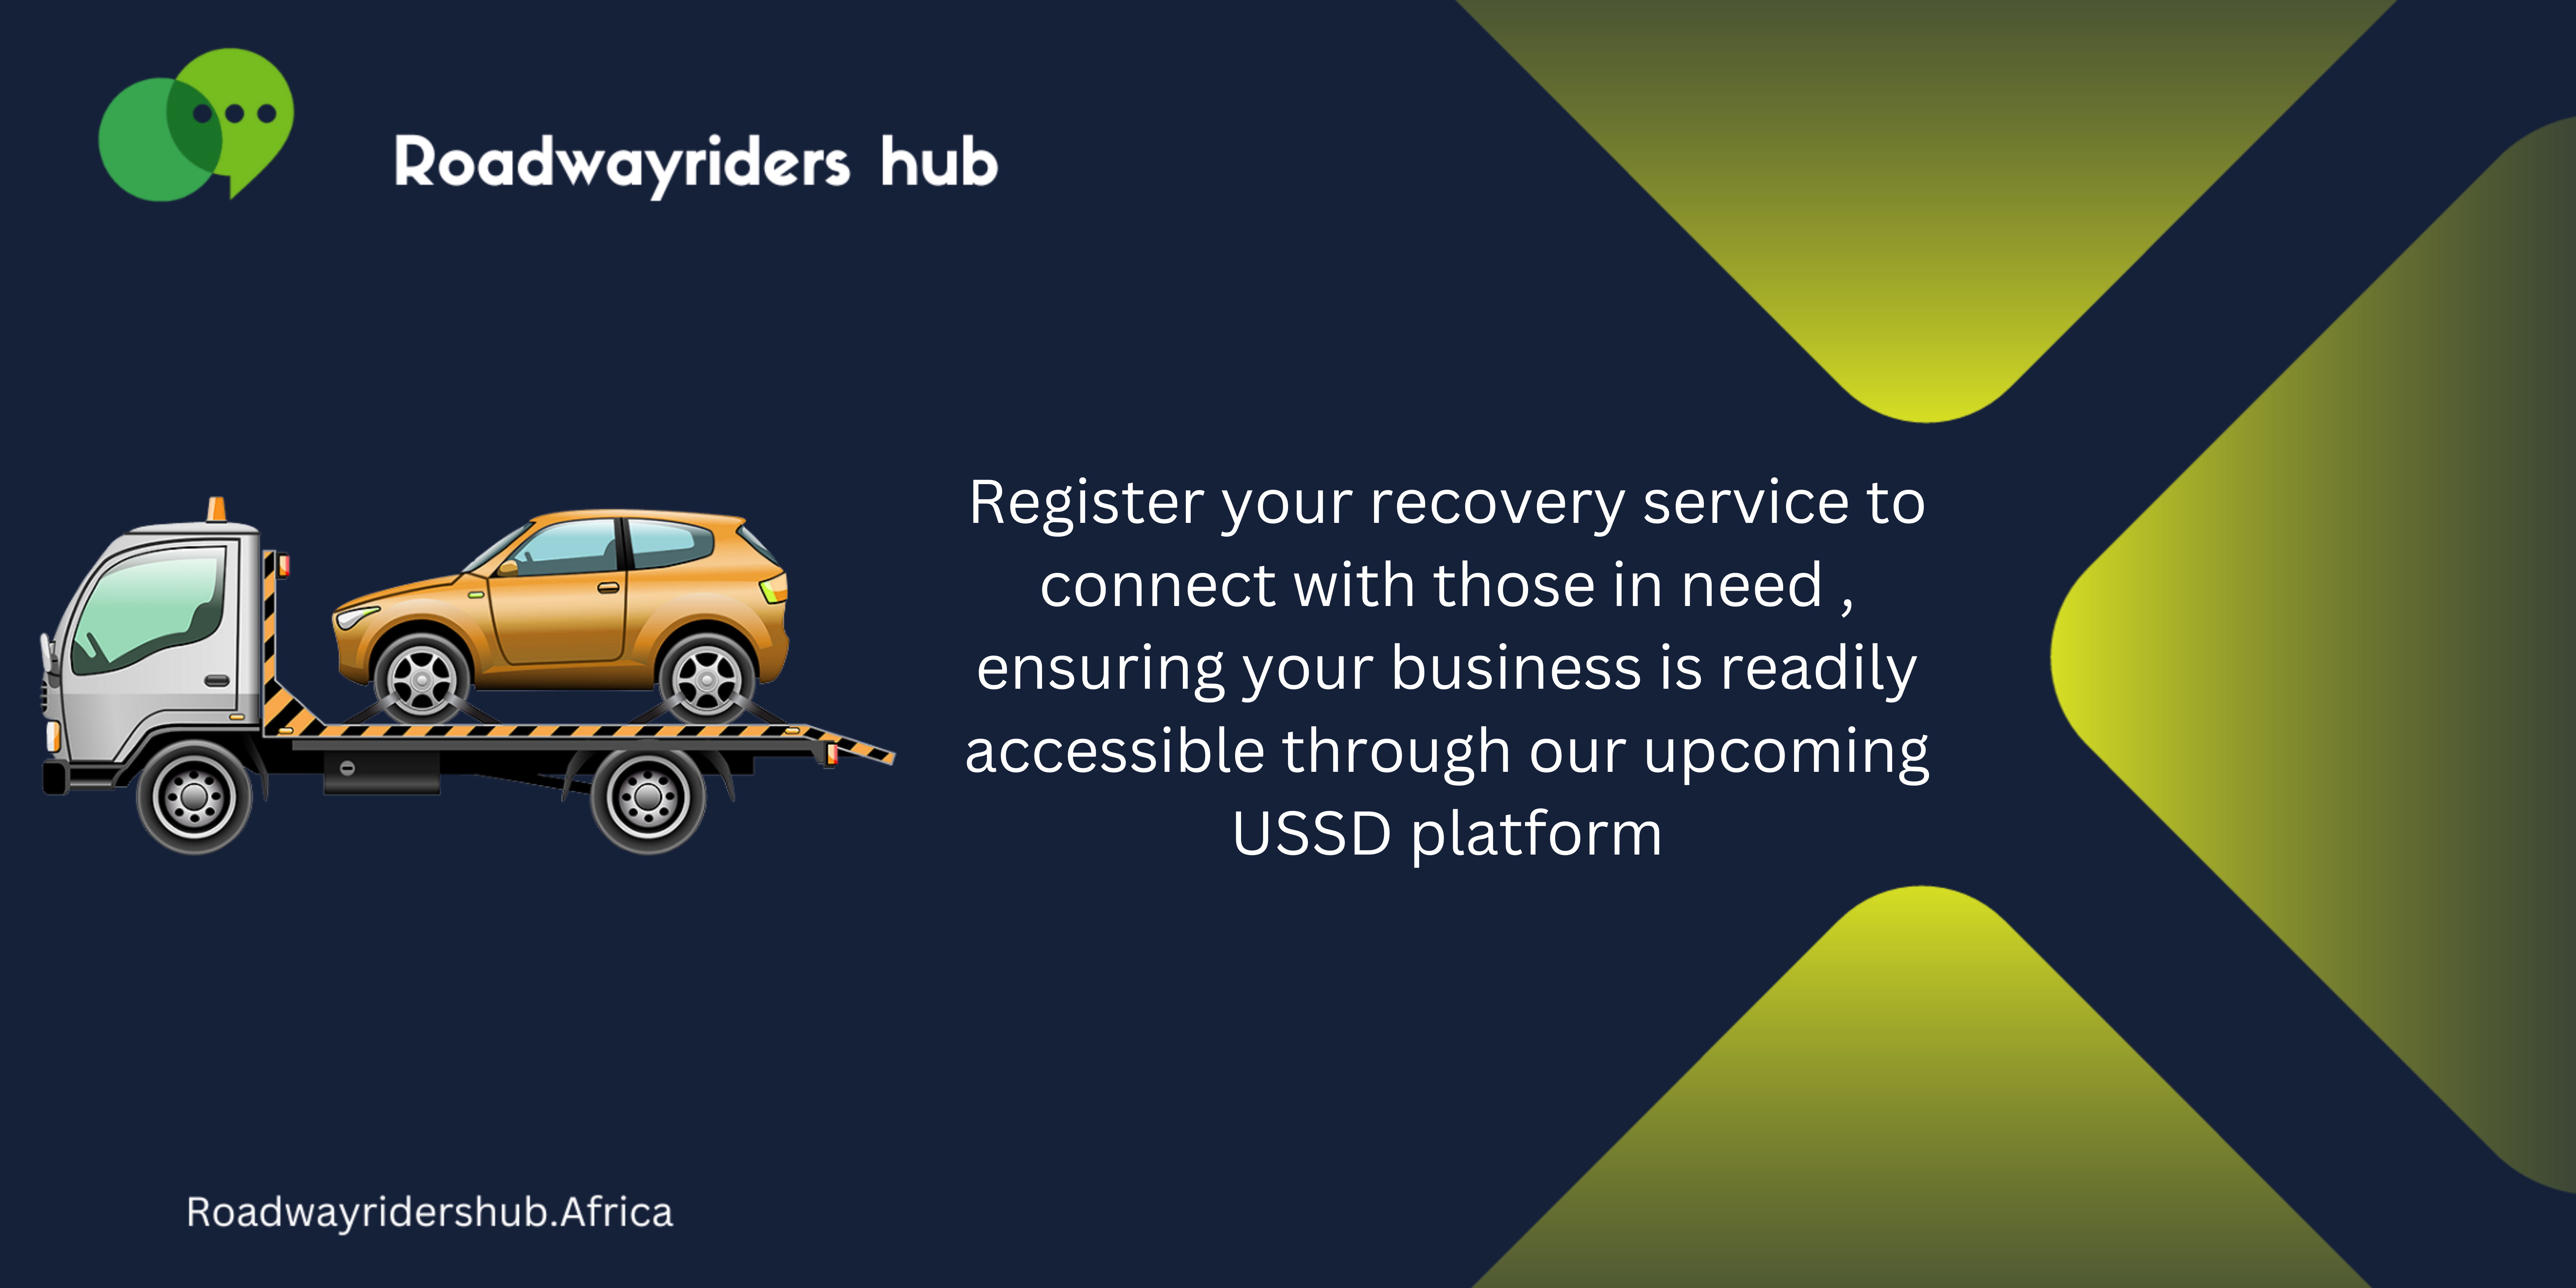 Roadwayriders hub
Register your recovery service to
connect with those in need ,
ensuring your business is readily
accessible through our upcoming
USSD platform
Roadwayridershub.Africa